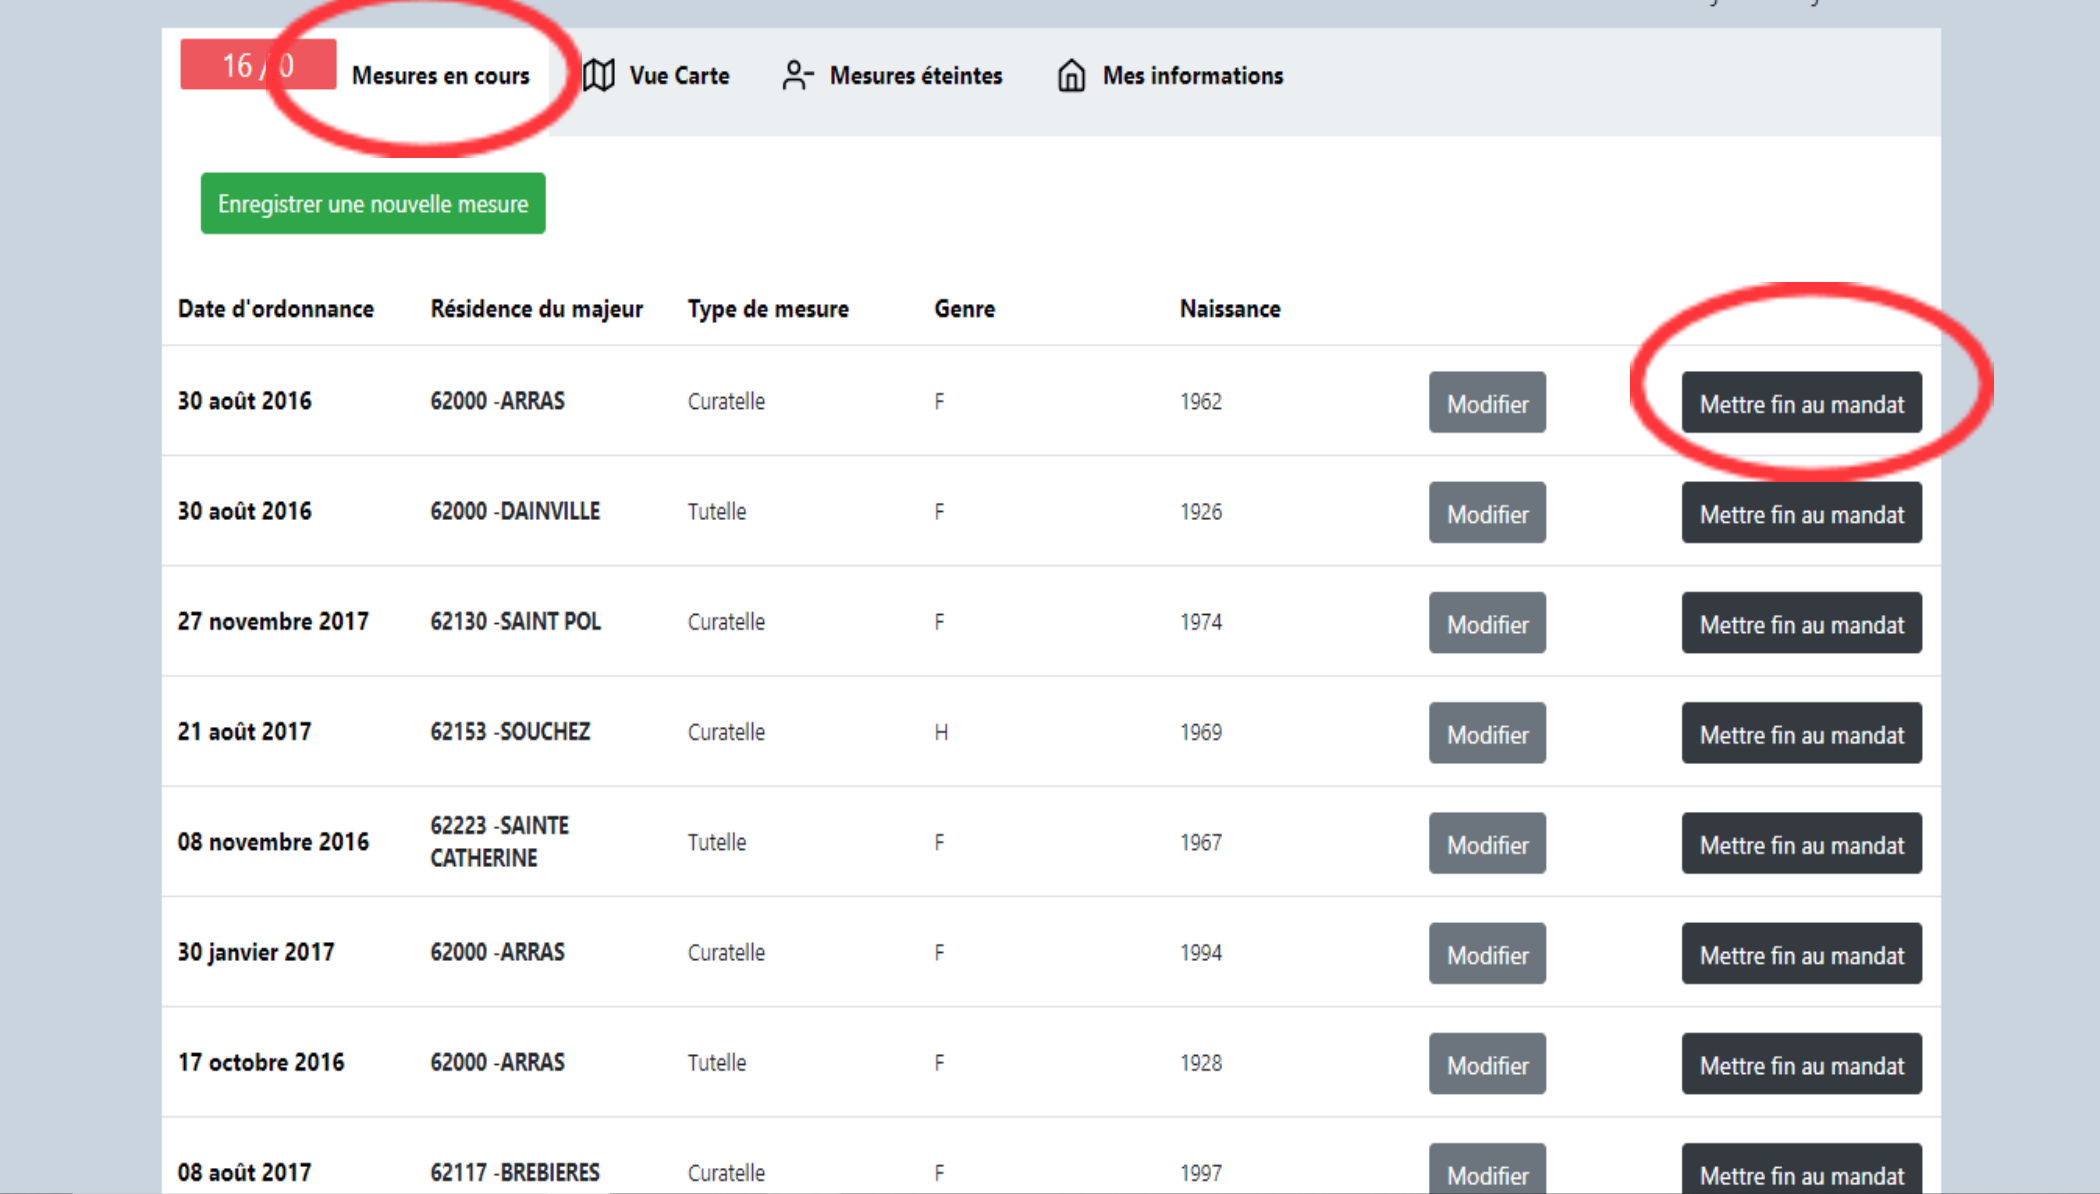 16 / 0 Mesures en cours Vue Carte Mesures éteintes Mes informations
Enregistrer une nouvelle mesure
Date d'ordonnance Résidence du majeur Type de mesure Genre Naissance
30 août 2016 62000 -ARRAS Curatelle F 1962 Modifier Mettre fin au mandat
30 août 2016 62000 -DAINVILLE Tutelle F 1926 Modifier Mettre fin au mandat
27 novembre 2017 62130 -SAINT POL Curatelle F 1974 Modifier Mettre fin au mandat
21 août 2017 62153 -SOUCHEZ Curatelle H 1969 Modifier Mettre fin au mandat
08 novembre 2016 62223 -SAINTE CATHERINE Tutelle F 1967 Modifier Mettre fin au mandat
30 janvier 2017 62000 -ARRAS Curatelle F 1994 Modifier Mettre fin au mandat
17 octobre 2016 62000 -ARRAS Tutelle F 1928 Modifier Mettre fin au mandat
08 août 2017 62117 -BREBIERES Curatelle F 1997 Modifier Mettre fin au mandat